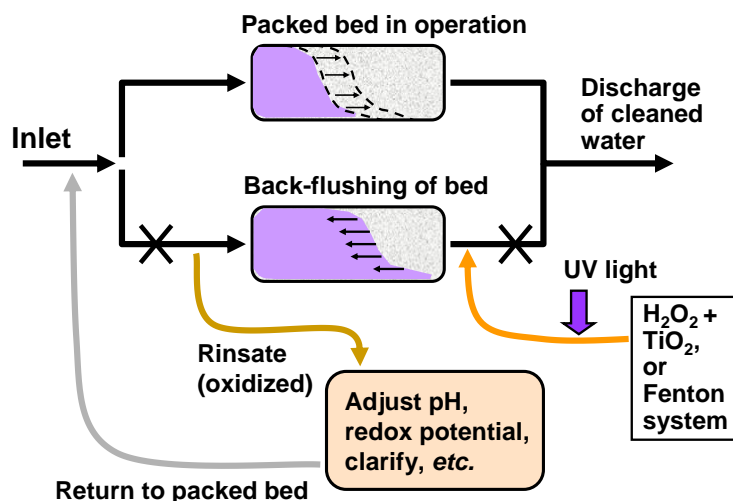 Packed bed in operation
Discharge
of cleaned
water
Inlet
Back-flushing of bed
UV light
H₂O₂ +
TiO₂,
or
Fenton
system
Rinsate
(oxidized)
Adjust pH,
redox potential,
clarify, etc.
Return to packed bed